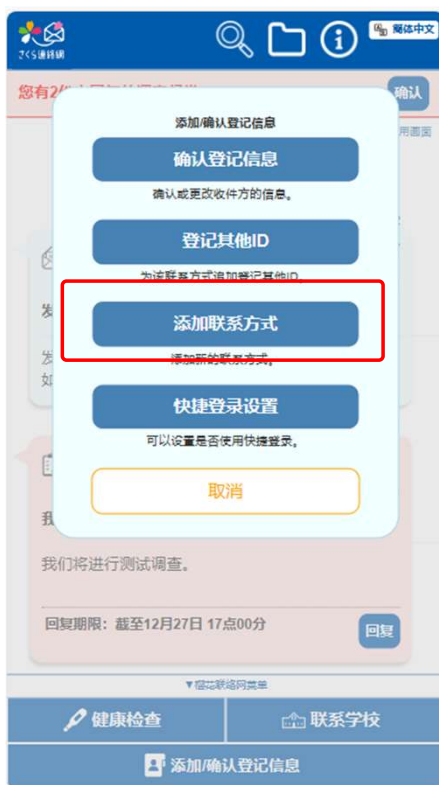 さくら連絡網
简体中文
您有2
确认
用画面
添加/确认登记信息
确认登记信息
确认或更改收件方的信息。
登记其他ID
为该联系方式追加登记其他ID。
发
添加联系方式
添加新的联系方式。
发
如
快捷登录设置
可以设置是否使用快捷登录。
取消
我
我们将进行测试调查。
回复期限：截至12月27日 17点00分
回复
▼樱花联络网菜单
健康检查
联系学校
添加/确认登记信息